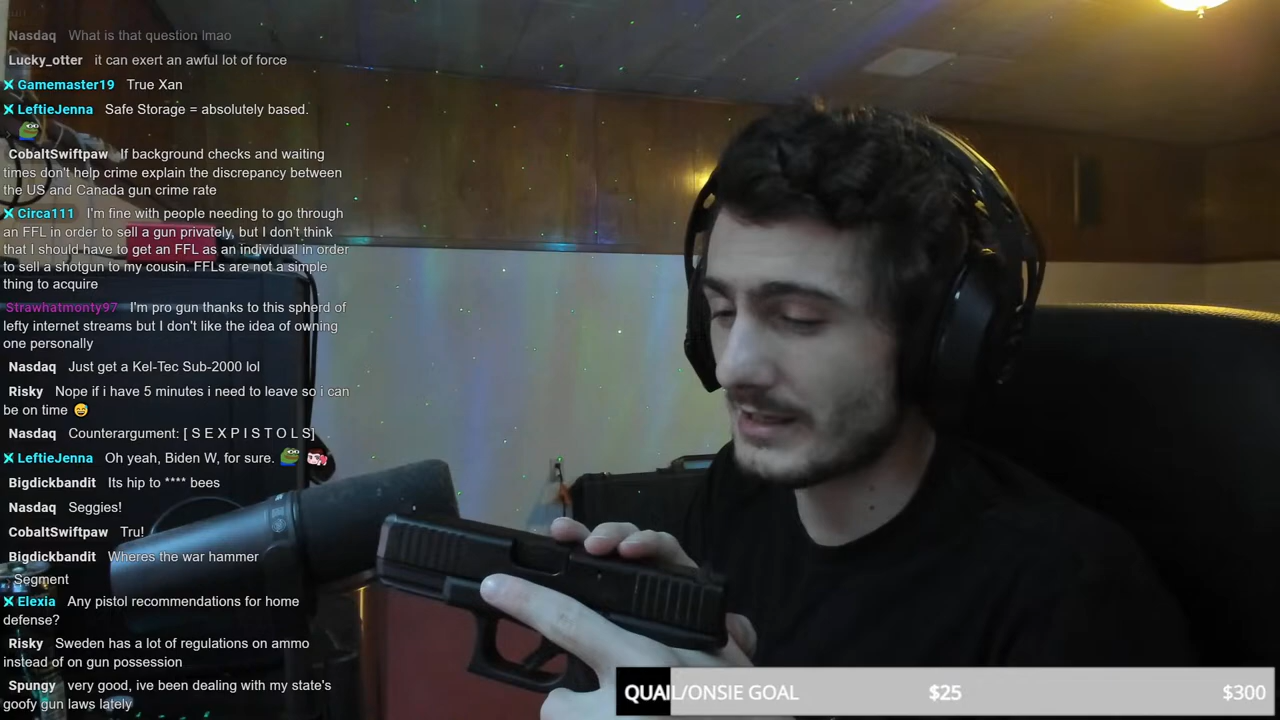 Nasdaq What is that question lmao
Lucky_otter it can exert an awful lot of force
Gamemaster19 True Xan
LeftieJenna Safe Storage = absolutely based.
CobaltSwiftpaw If background checks and waiting
times don't help crime explain the discrepancy between
the US and Canada gun crime rate
Circa111 I'm fine with people needing to go through
an FFL in order to sell a gun privately, but I don't think
that I should have to get an FFL as an individual in order
to sell a shotgun to my cousin. FFLs are not a simple
thing to acquire
Strawhatmonty97 I'm pro gun thanks to this spherd of
lefty internet streams but I don't like the idea of owning
one personally
Nasdaq Just get a Kel-Tec Sub-2000 lol
Risky Nope if i have 5 minutes i need to leave so i can
be on time 😅
Nasdaq Counterargument: [ S E X P I S T O L S]
LeftieJenna Oh yeah, Biden W, for sure.
Bigdickbandit Its hip to **** bees
Nasdaq Seggies!
CobaltSwiftpaw Tru!
Bigdickbandit Wheres the war hammer
Segment
Elexia Any pistol recommendations for home
defense?
Risky Sweden has a lot of regulations on ammo
instead of on gun possession
Spungy very good, ive been dealing with my state's
goofy gun laws lately
QUAIL/ONSIE GOAL $25 $300